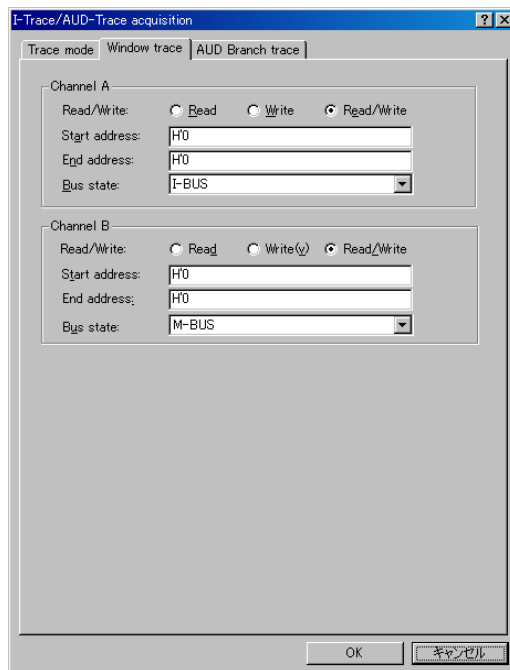 I-Trace/AUD-Trace acquisition
Trace mode Window trace AUD Branch trace
Channel A
Read/Write: Read Write Read/Write
Start address: H'0
End address: H'0
Bus state: I-BUS
Channel B
Read/Write: Read Write(v) Read/Write
Start address: H'0
End address: H'0
Bus state: M-BUS
OK キャンセル